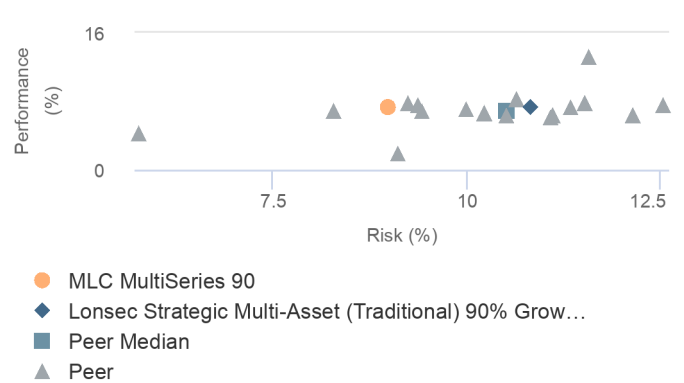 16
Performance
(%)
0
7.5
10
12.5
Risk (%)
MLC MultiSeries 90
Lonsec Strategic Multi-Asset (Traditional) 90% Grow…
Peer Median
Peer